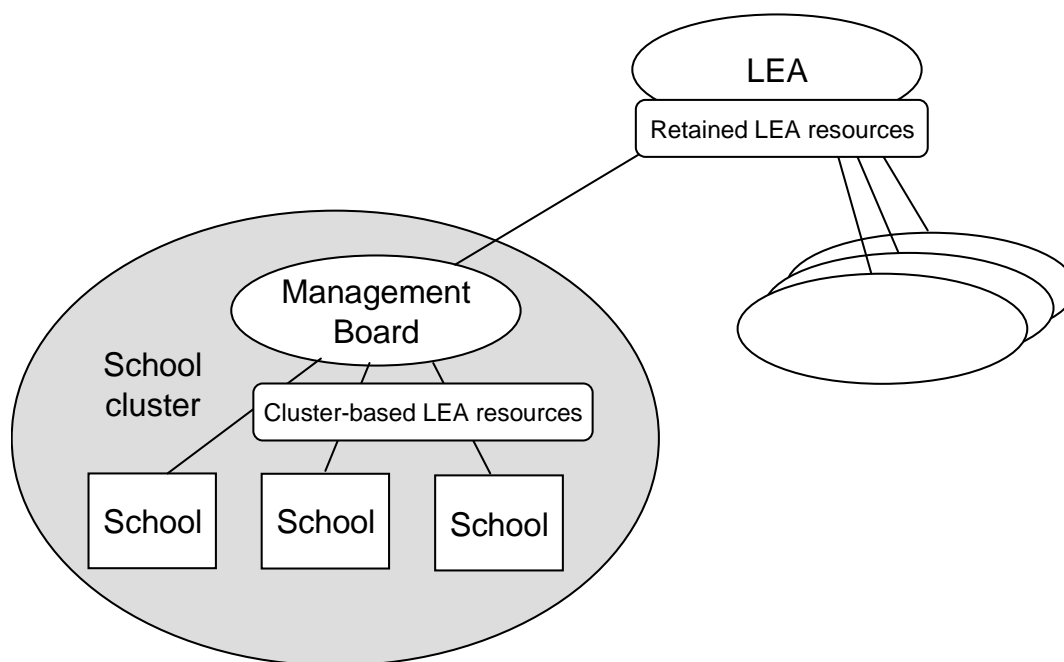 LEA
Retained LEA resources
Management
Board
School
cluster
Cluster-based LEA resources
School
School
School